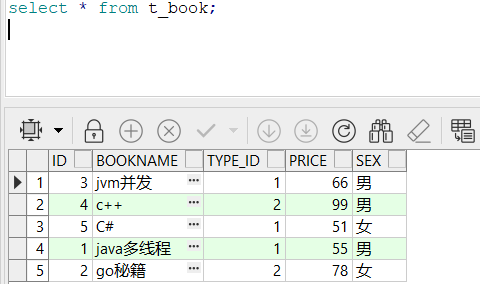 select * from t_book;
ID BOOKNAME TYPE_ID PRICE SEX
1 3 jvm并发 ... 1 66 男
2 4 c++ ... 2 99 男
3 5 C# ... 1 51 女
4 1 java多线程 ... 1 55 男
5 2 go秘籍 ... 2 78 女